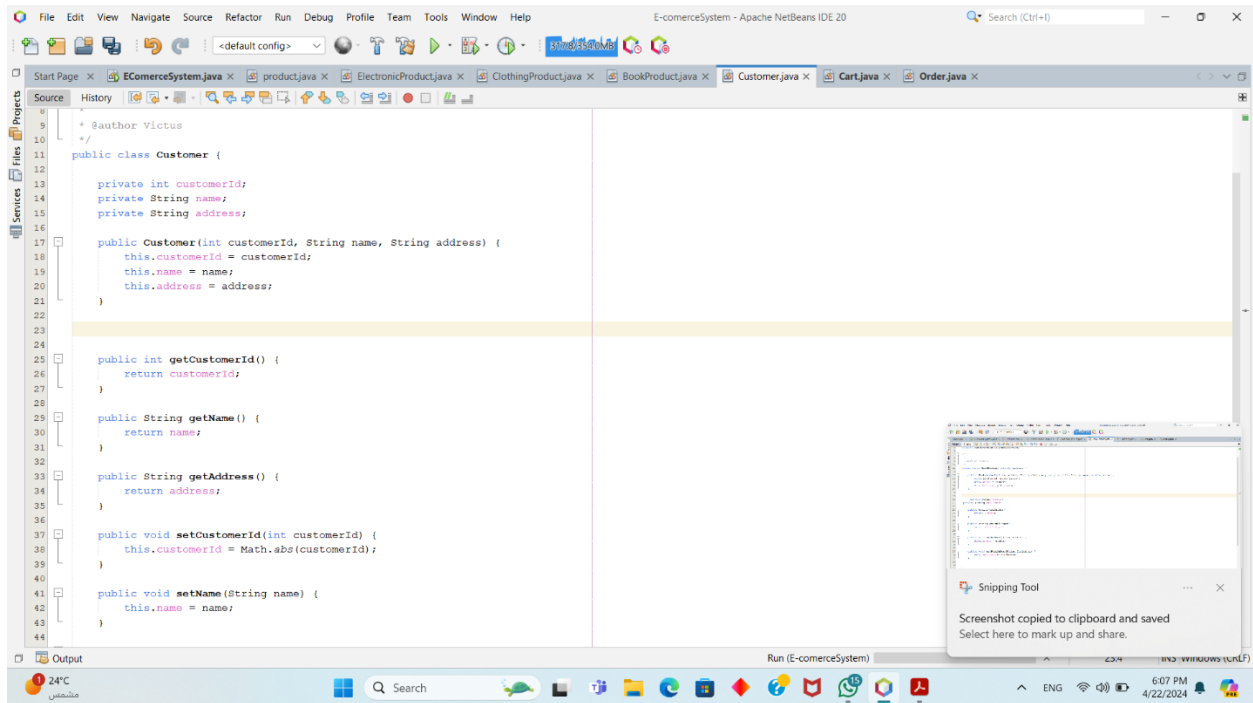 File Edit View Navigate Source Refactor Run Debug Profile Team Tools Window Help
E-comerceSystem - Apache NetBeans IDE 20
Search (Ctrl+I)
<default config>
Start Page
EComerceSystem.java
product.java
ElectronicProduct.java
ClothingProduct.java
BookProduct.java
Customer.java
Cart.java
Order.java
Projects
Files
Services
Source History
8 *
9 * @author Victus
10 */
11 public class Customer {
12
13 private int customerId;
14 private String name;
15 private String address;
16
17 public Customer(int customerId, String name, String address) {
18 this.customerId = customerId;
19 this.name = name;
20 this.address = address;
21 }
22
23
24
25 public int getCustomerId() {
26 return customerId;
27 }
28
29 public String getName() {
30 return name;
31 }
32
33 public String getAddress() {
34 return address;
35 }
36
37 public void setCustomerId(int customerId) {
38 this.customerId = Math.abs(customerId);
39 }
40
41 public void setName(String name) {
42 this.name = name;
43 }
44
Snipping Tool
Screenshot copied to clipboard and saved
Select here to mark up and share.
Output
Run (E-comerceSystem)
23:4
INS Windows (CRLF)
1
24°C
مشمس
Search
15
ENG
6:07 PM
4/22/2024
PRE